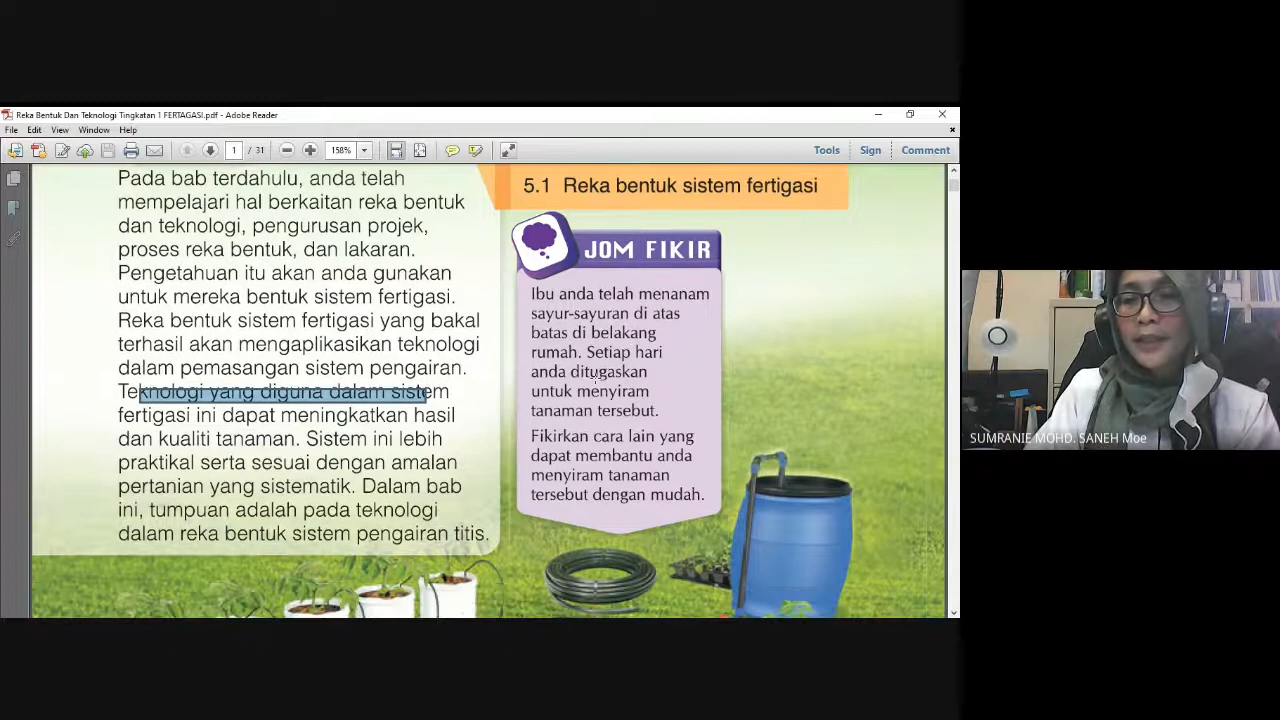 Reka Bentuk Dan Teknologi Tingkatan 1 FERTAGASI.pdf - Adobe Reader
File Edit View Window Help
1 / 31 158% Tools Sign Comment
Pada bab terdahulu, anda telah
mempelajari hal berkaitan reka bentuk
dan teknologi, pengurusan projek,
proses reka bentuk, dan lakaran.
Pengetahuan itu akan anda gunakan
untuk mereka bentuk sistem fertigasi.
Reka bentuk sistem fertigasi yang bakal
terhasil akan mengaplikasikan teknologi
dalam pemasangan sistem pengairan.
Teknologi yang diguna dalam sistem
fertigasi ini dapat meningkatkan hasil
dan kualiti tanaman. Sistem ini lebih
praktikal serta sesuai dengan amalan
pertanian yang sistematik. Dalam bab
ini, tumpuan adalah pada teknologi
dalam reka bentuk sistem pengairan titis.
5.1 Reka bentuk sistem fertigasi
JOM FIKIR
Ibu anda telah menanam
sayur-sayuran di atas
batas di belakang
rumah. Setiap hari
anda ditugaskan
untuk menyiram
tanaman tersebut.
Fikirkan cara lain yang
dapat membantu anda
menyiram tanaman
tersebut dengan mudah.
SUMRANIE MOHD. SANEH Moe